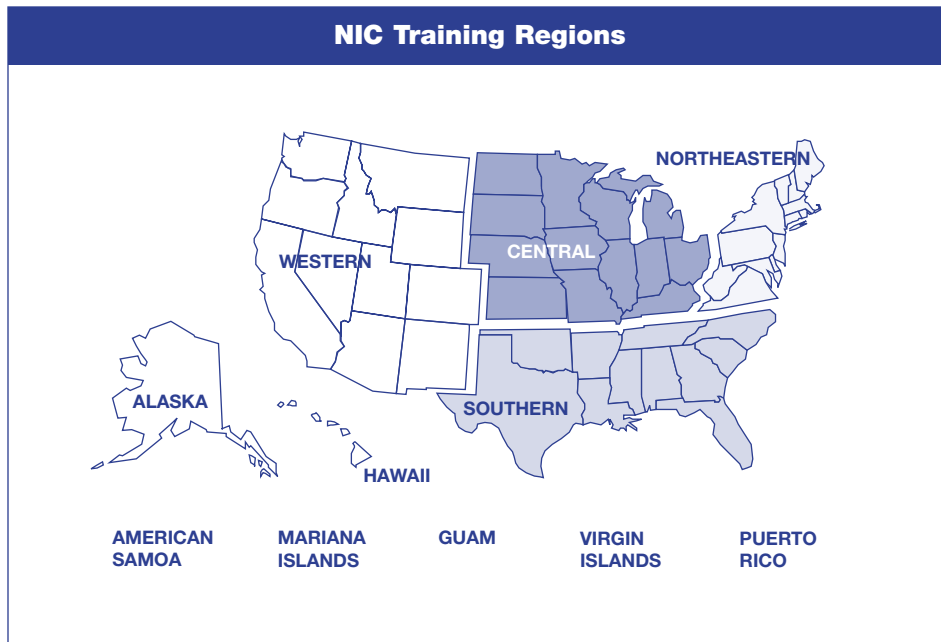 NIC Training Regions
NORTHEASTERN
CENTRAL
WESTERN
ALASKA
SOUTHERN
HAWAII
AMERICAN
SAMOA
MARIANA
ISLANDS
GUAM
VIRGIN
ISLANDS
PUERTO
RICO